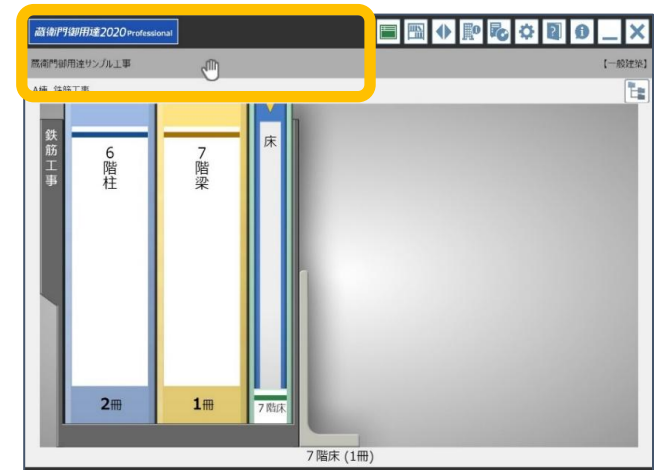 蔵衛門御用達2020 Professional
蔵衛門御用達サンプル工事
【一般建築】
A棟 鉄筋工事
鉄筋工事
6階柱
2冊
7階梁
1冊
床
7階床
7階床 (1冊)